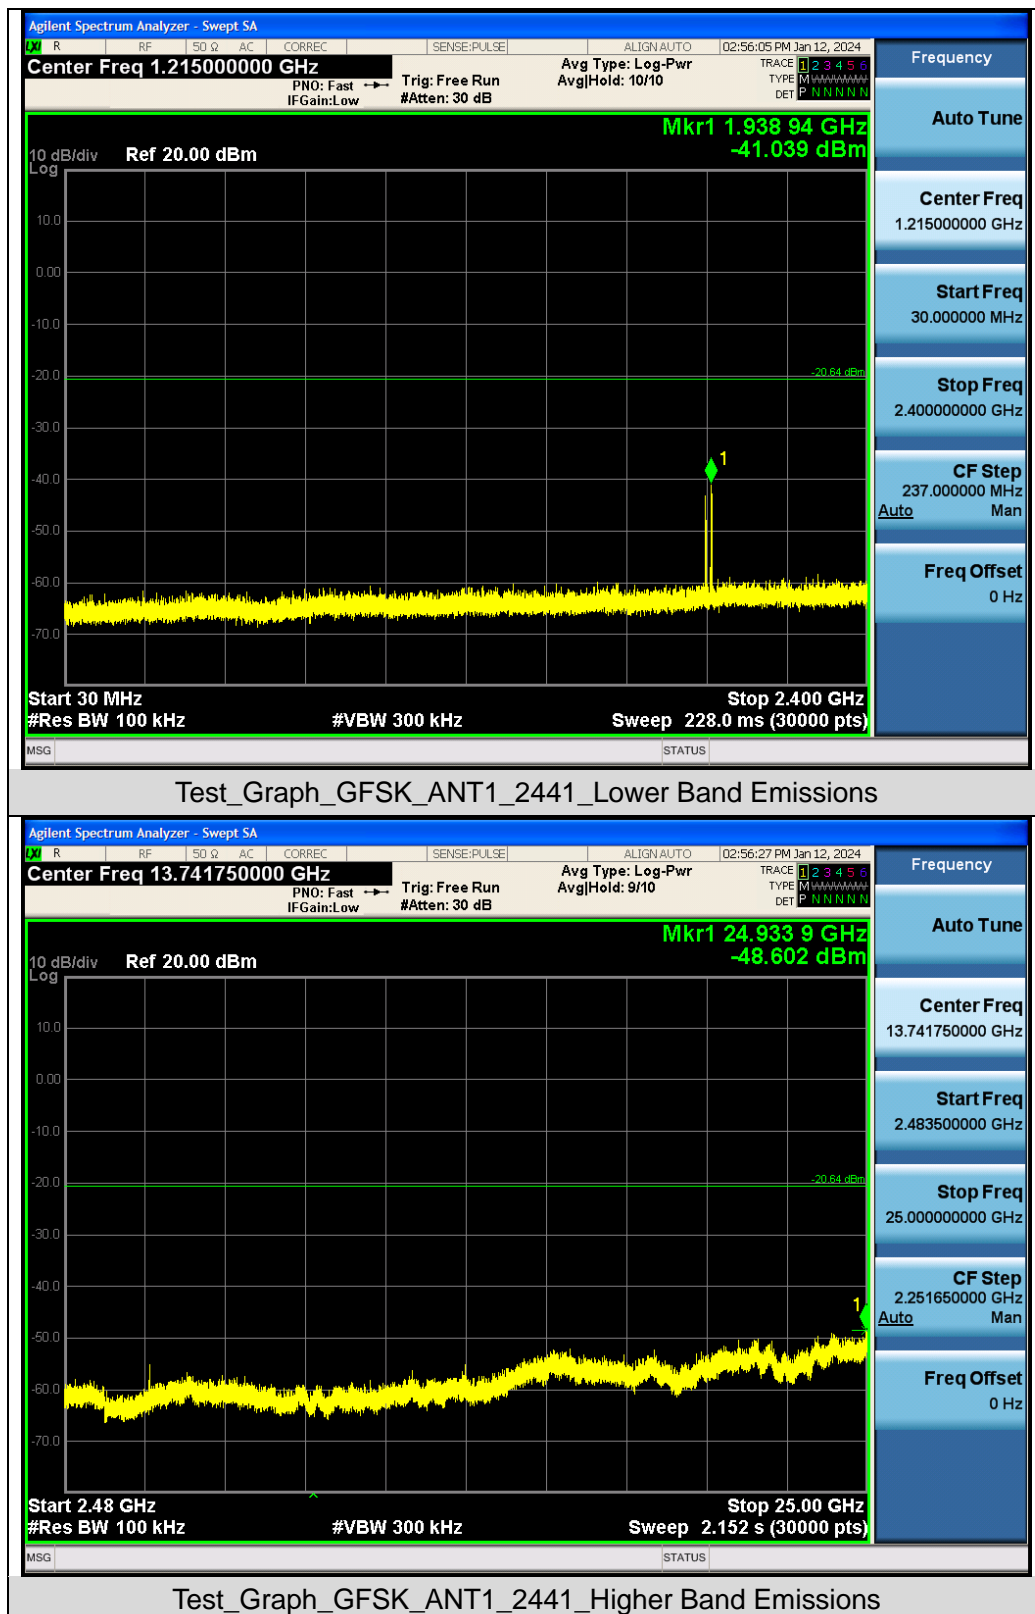 Agilent Spectrum Analyzer - Swept SA
LXI R RF 50 Ω AC CORREC SENSE:PULSE ALIGN AUTO 02:56:05 PM Jan 12, 2024
Center Freq 1.215000000 GHz
PNO: Fast
IFGain:Low
Trig: Free Run
#Atten: 30 dB
Avg Type: Log-Pwr
Avg|Hold: 10/10
TRACE 1 2 3 4 5 6
TYPE M
DET P N N N N N
Frequency
Auto Tune
Center Freq
1.215000000 GHz
Start Freq
30.000000 MHz
Stop Freq
2.400000000 GHz
CF Step
237.000000 MHz
Auto Man
Freq Offset
0 Hz
Mkr1 1.938 94 GHz
-41.039 dBm
10 dB/div Ref 20.00 dBm
Log
10.0
0.00
-10.0
-20.0
-20.64 dBm
-30.0
1
-40.0
-50.0
-60.0
-70.0
Start 30 MHz Stop 2.400 GHz
#Res BW 100 kHz #VBW 300 kHz Sweep 228.0 ms (30000 pts)
MSG STATUS
Test_Graph_GFSK_ANT1_2441_Lower Band Emissions
Agilent Spectrum Analyzer - Swept SA
LXI R RF 50 Ω AC CORREC SENSE:PULSE ALIGN AUTO 02:56:27 PM Jan 12, 2024
Center Freq 13.741750000 GHz
PNO: Fast
IFGain:Low
Trig: Free Run
#Atten: 30 dB
Avg Type: Log-Pwr
Avg|Hold: 9/10
TRACE 1 2 3 4 5 6
TYPE M
DET P N N N N N
Frequency
Auto Tune
Center Freq
13.741750000 GHz
Start Freq
2.483500000 GHz
Stop Freq
25.000000000 GHz
CF Step
2.251650000 GHz
Auto Man
Freq Offset
0 Hz
Mkr1 24.933 9 GHz
-48.602 dBm
10 dB/div Ref 20.00 dBm
Log
10.0
0.00
-10.0
-20.0
-20.64 dBm
-30.0
-40.0
1
-50.0
-60.0
-70.0
Start 2.48 GHz Stop 25.00 GHz
#Res BW 100 kHz #VBW 300 kHz Sweep 2.152 s (30000 pts)
MSG STATUS
Test_Graph_GFSK_ANT1_2441_Higher Band Emissions